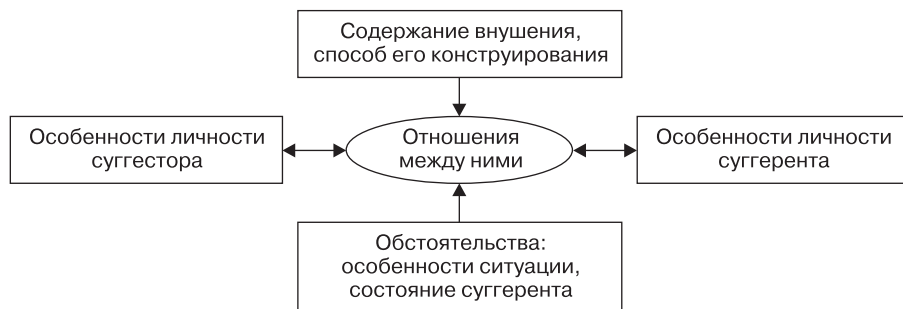 Содержание внушения,
способ его конструирования
Особенности личности
суггестора
Отношения
между ними
Особенности личности
суггерента
Обстоятельства:
особенности ситуации,
состояние суггерента